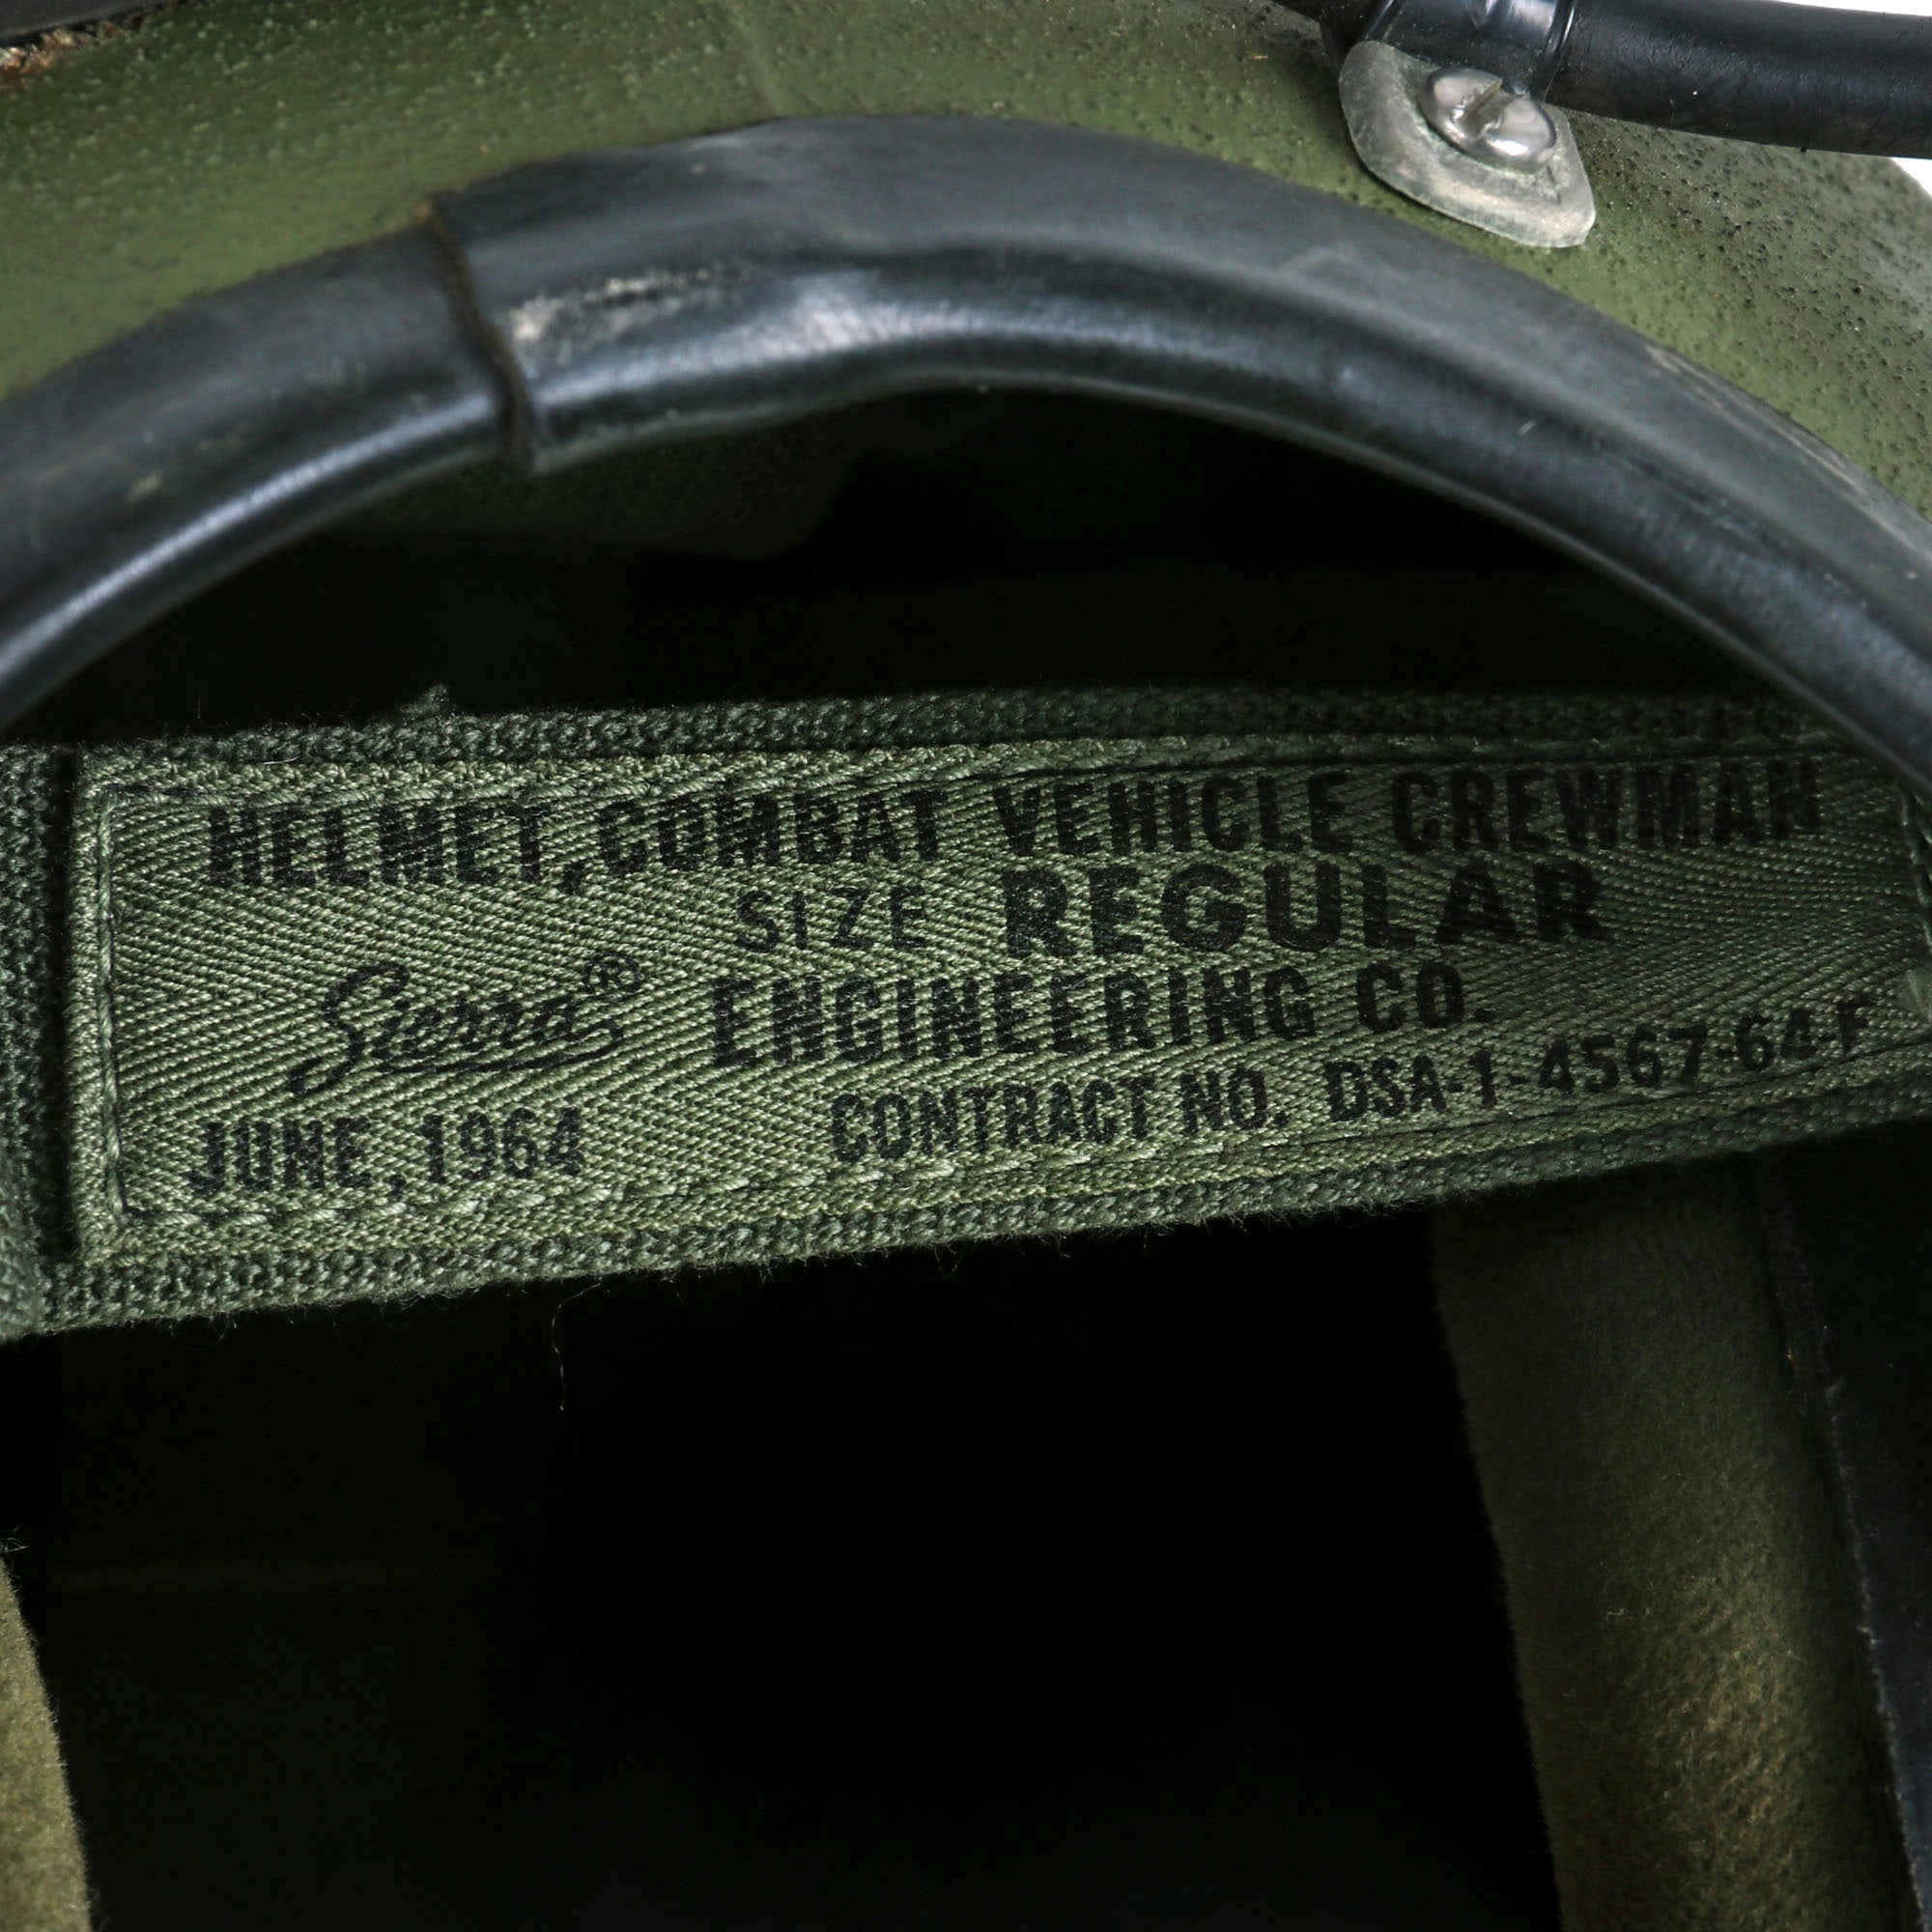 HELMET, COMBAT VEHICLE CREWMAN
SIZE REGULAR
Sierra® ENGINEERING CO.
JUNE, 1964 CONTRACT NO. DSA-1-4567-64-F